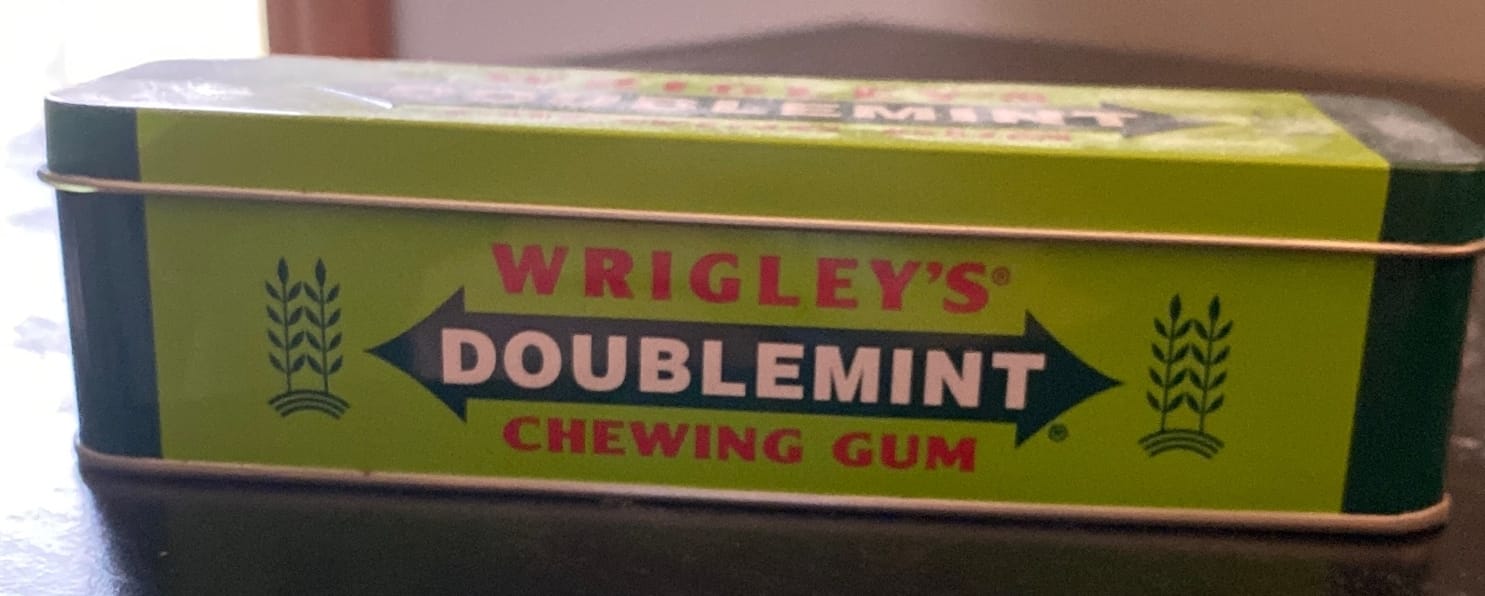 DOUBLEMINT
WRIGLEY'S®
DOUBLEMINT®
CHEWING GUM